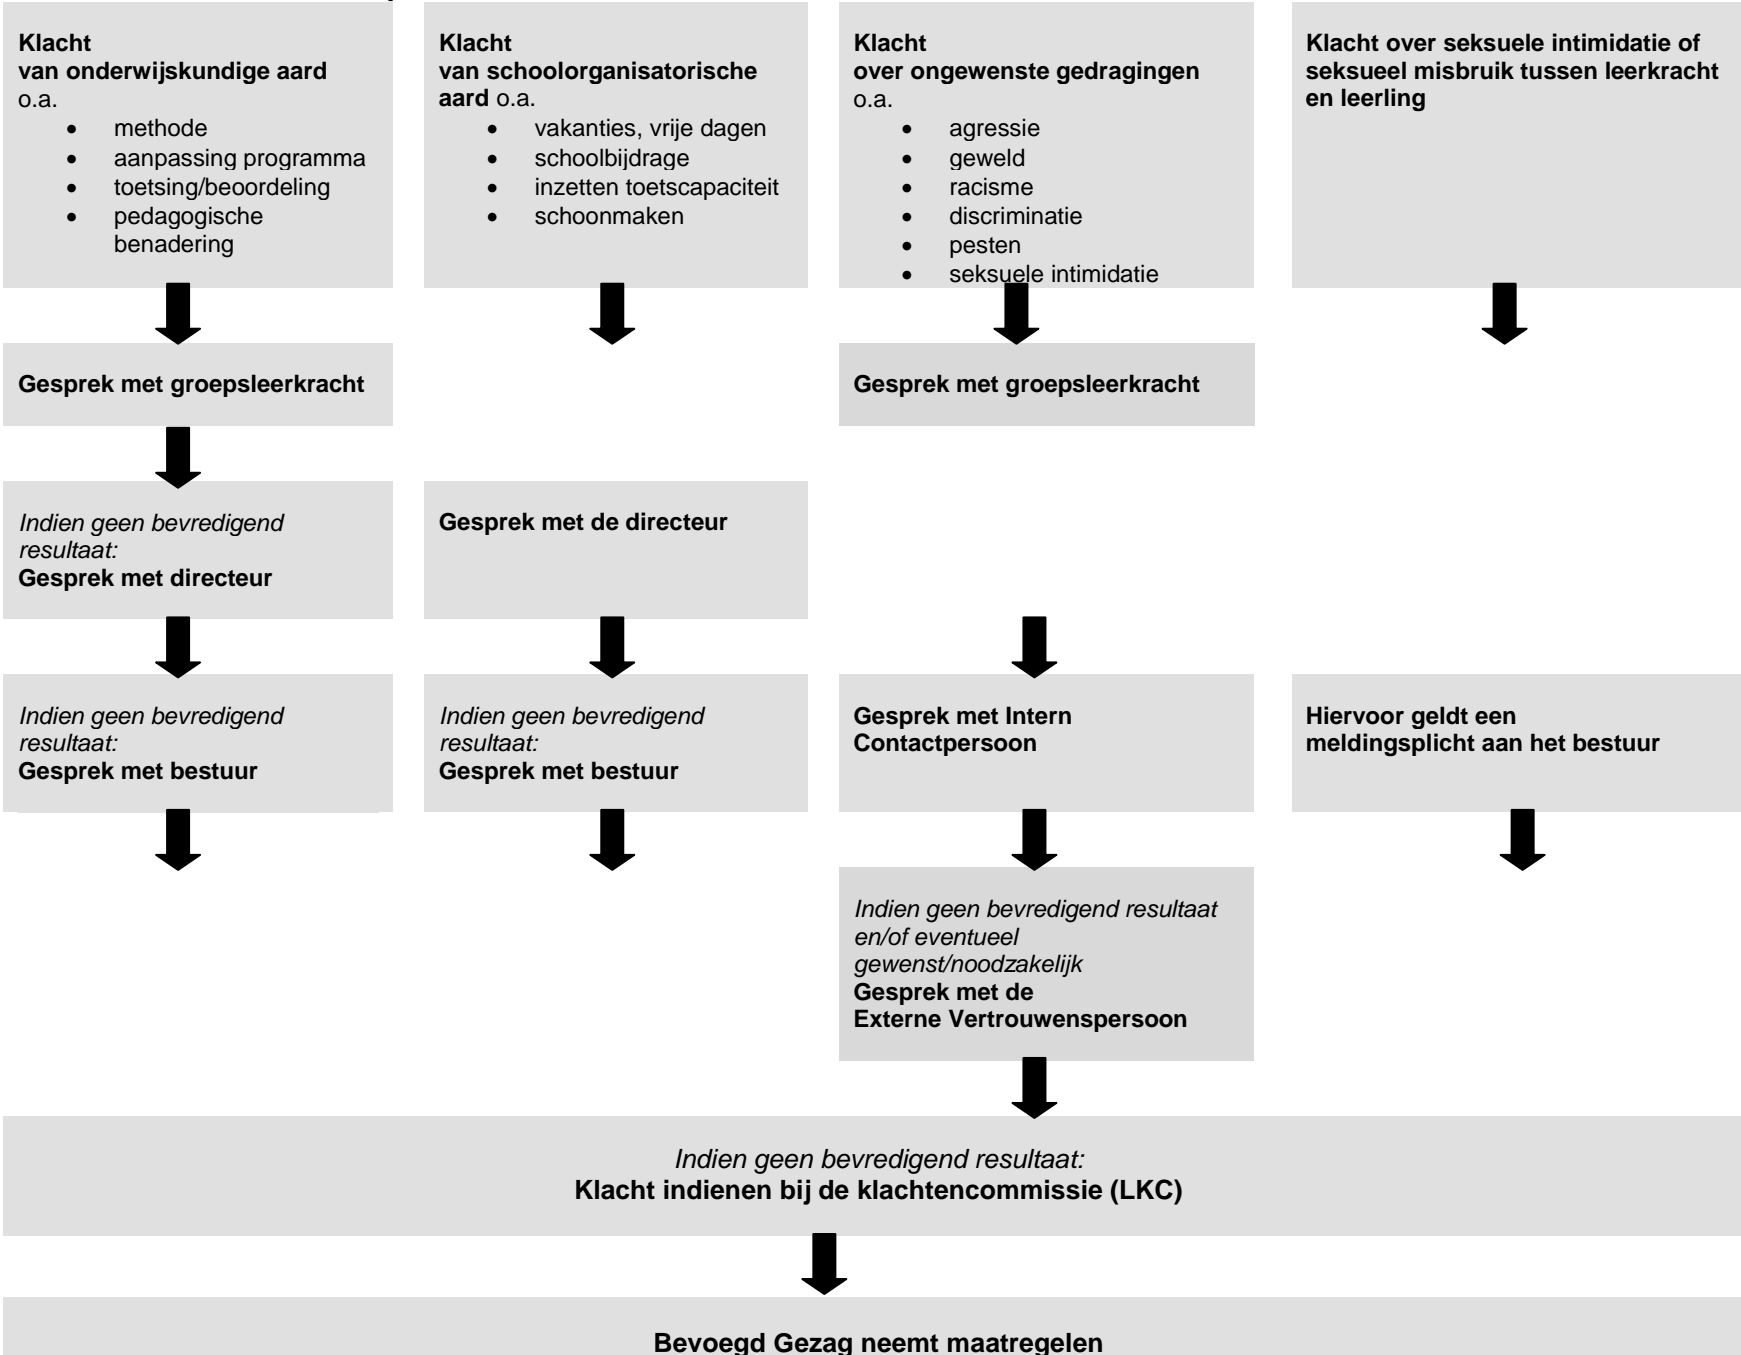 Klacht
van onderwijskundige aard
o.a.
• methode
• aanpassing programma
• toetsing/beoordeling
• pedagogische
benadering
Klacht
van schoolorganisatorische
aard o.a.
• vakanties, vrije dagen
• schoolbijdrage
• inzetten toetscapaciteit
• schoonmaken
Klacht
over ongewenste gedragingen
o.a.
• agressie
• geweld
• racisme
• discriminatie
• pesten
• seksuele intimidatie
Klacht over seksuele intimidatie of
seksueel misbruik tussen leerkracht
en leerling
Gesprek met groepsleerkracht
Gesprek met groepsleerkracht
Indien geen bevredigend
resultaat:
Gesprek met directeur
Gesprek met de directeur
Indien geen bevredigend
resultaat:
Gesprek met bestuur
Indien geen bevredigend
resultaat:
Gesprek met bestuur
Gesprek met Intern
Contactpersoon
Hiervoor geldt een
meldingsplicht aan het bestuur
Indien geen bevredigend resultaat
en/of eventueel
gewenst/noodzakelijk
Gesprek met de
Externe Vertrouwenspersoon
Indien geen bevredigend resultaat:
Klacht indienen bij de klachtencommissie (LKC)
Bevoegd Gezag neemt maatregelen